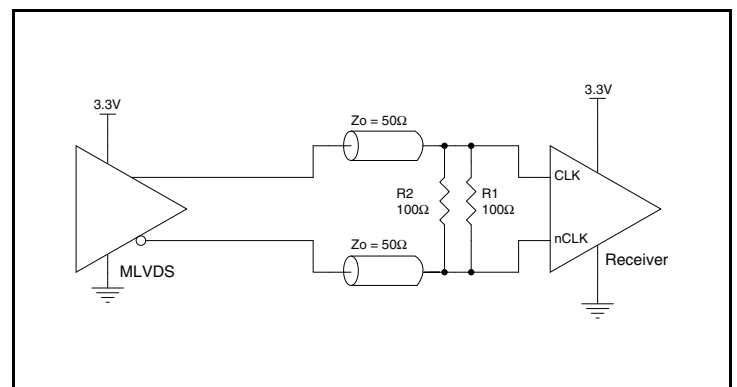 3.3V
3.3V
Zo = 50Ω
CLK
R2
100Ω
R1
100Ω
nCLK
Zo = 50Ω
Receiver
MLVDS